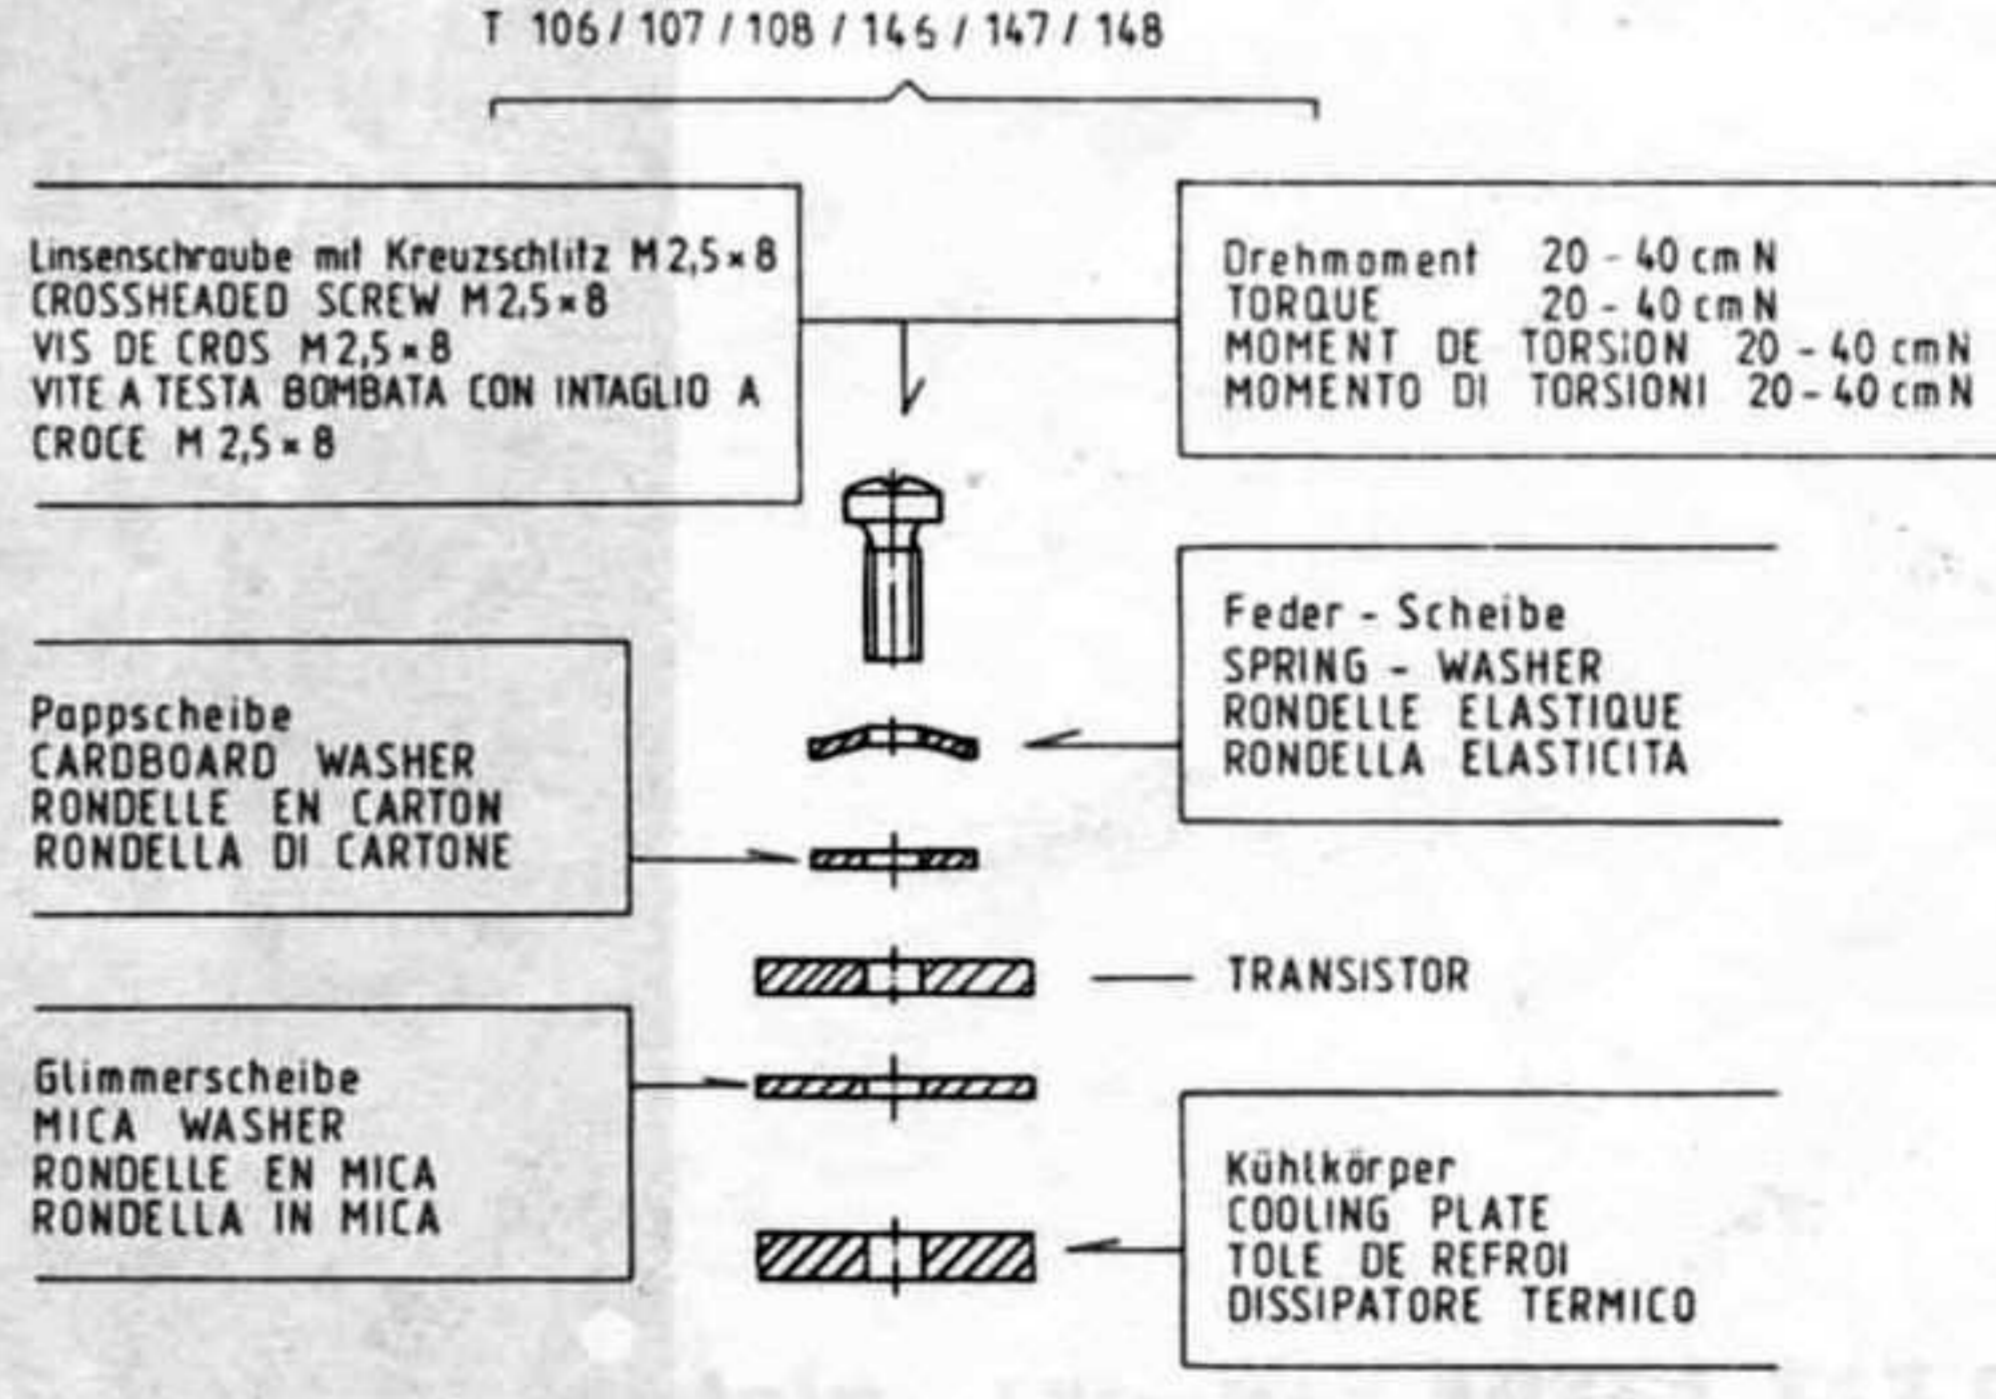 T 106 / 107 / 108 / 146 / 147 / 148
Linsenschraube mit Kreuzschlitz M 2,5 × 8
CROSSHEADED SCREW M 2,5 × 8
VIS DE CROS M 2,5 × 8
VITE A TESTA BOMBATA CON INTAGLIO A
CROCE M 2,5 × 8
Drehmoment 20 - 40 cm N
TORQUE 20 - 40 cm N
MOMENT DE TORSION 20 - 40 cm N
MOMENTO DI TORSIONI 20 - 40 cm N
Feder - Scheibe
SPRING - WASHER
RONDELLE ELASTIQUE
RONDELLA ELASTICITA
Pappscheibe
CARDBOARD WASHER
RONDELLE EN CARTON
RONDELLA DI CARTONE
TRANSISTOR
Glimmerscheibe
MICA WASHER
RONDELLE EN MICA
RONDELLA IN MICA
Kühlkörper
COOLING PLATE
TOLE DE REFROI
DISSIPATORE TERMICO